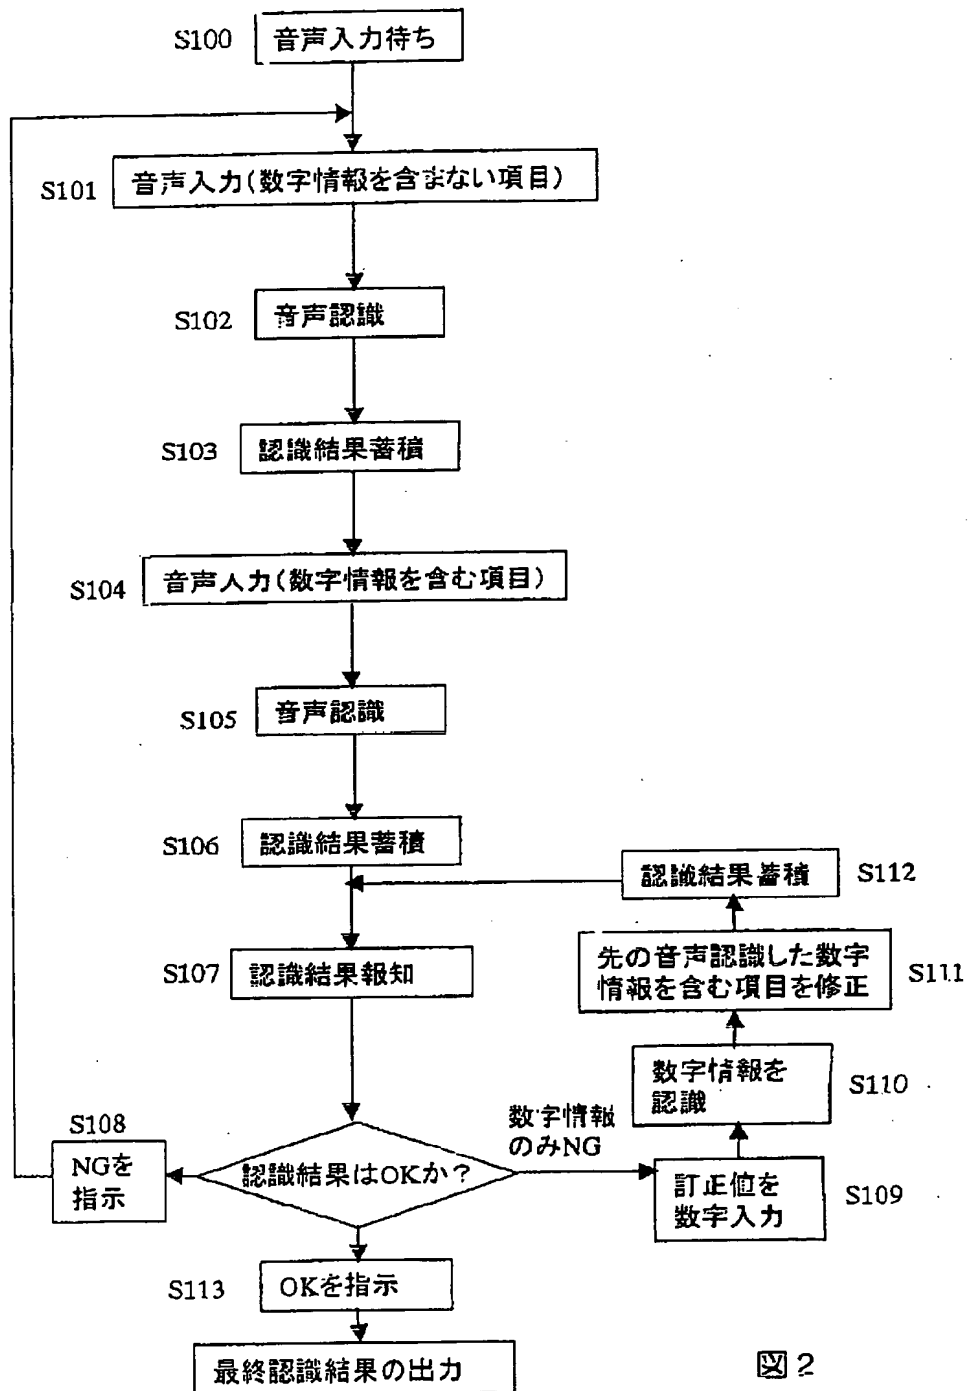 S100 音声入力待ち
S101 音声入力(数字情報を含まない項目)
S102 音声認識
S103 認識結果蓄積
S104 音声入力(数字情報を含む項目)
S105 音声認識
S106 認識結果蓄積
認識結果蓄積 S112
S107 認識結果報知
先の音声認識した数字
情報を含む項目を修正
S111
数字情報を
認識
S110
数字情報
のみNG
S108
NGを
指示
認識結果はOKか?
訂正値を
数字入力
S109
S113 OKを指示
最終認識結果の出力
図2